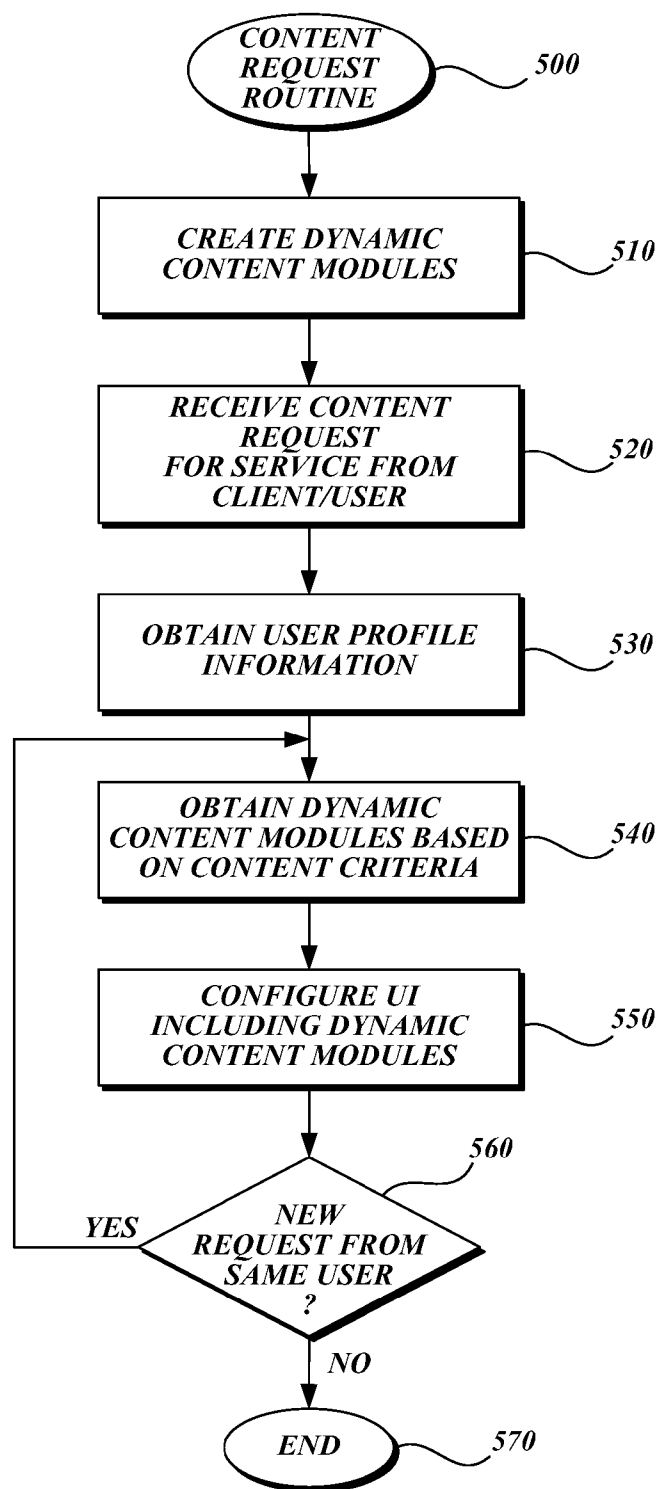 CONTENT
REQUEST
ROUTINE
500
CREATE DYNAMIC
CONTENT MODULES
510
RECEIVE CONTENT
REQUEST
FOR SERVICE FROM
CLIENT/USER
520
OBTAIN USER PROFILE
INFORMATION
530
OBTAIN DYNAMIC
CONTENT MODULES BASED
ON CONTENT CRITERIA
540
CONFIGURE UI
INCLUDING DYNAMIC
CONTENT MODULES
550
560
YES
NEW
REQUEST FROM
SAME USER
?
NO
END
570